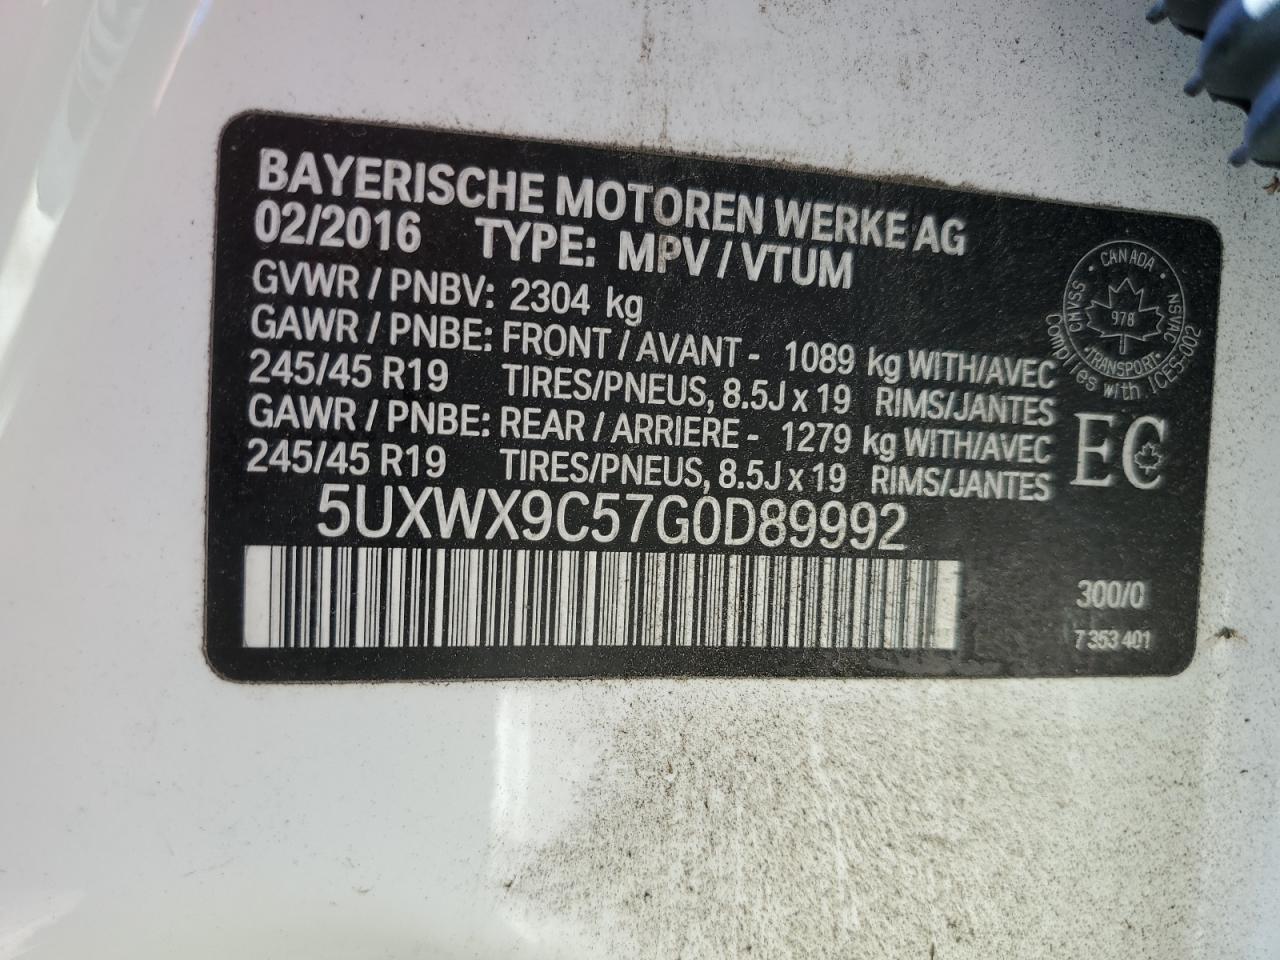 BAYERISCHE MOTOREN WERKE AG
02/2016 TYPE: MPV / VTUM
GVWR / PNBV: 2304 kg
GAWR / PNBE: FRONT / AVANT - 1089 kg WITH/AVEC
245/45 R19 TIRES/PNEUS, 8.5J x 19 RIMS/JANTES
GAWR / PNBE: REAR / ARRIERE - 1279 kg WITH/AVEC
245/45 R19 TIRES/PNEUS, 8.5J x 19 RIMS/JANTES
5UXWX9C57G0D89992
CANADA
CMVSS
NSVAC
978
TRANSPORT
Complies with / ICES-002
EC
300/0
7 353 401